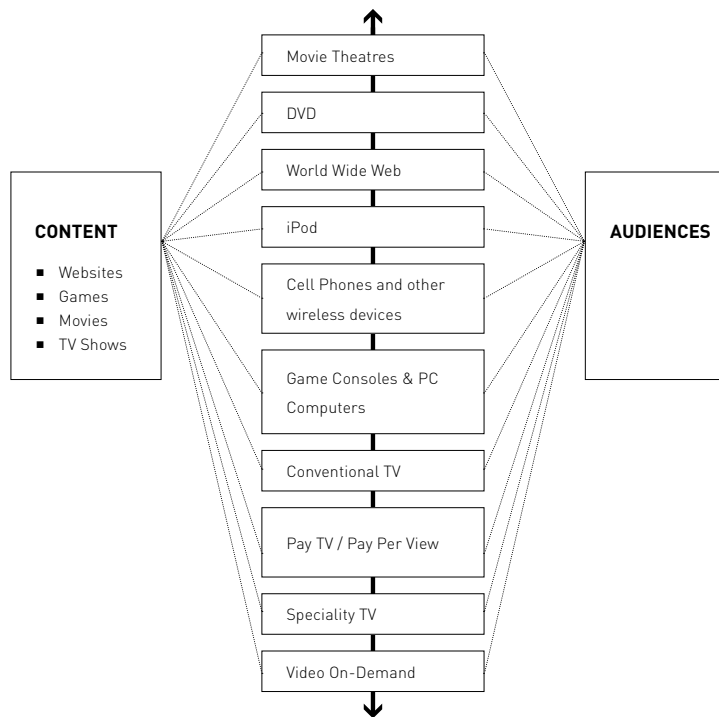 Movie Theatres
DVD
World Wide Web
iPod
Cell Phones and other
wireless devices
Game Consoles & PC
Computers
Conventional TV
Pay TV / Pay Per View
Speciality TV
Video On-Demand
CONTENT
■ Websites
■ Games
■ Movies
■ TV Shows
AUDIENCES